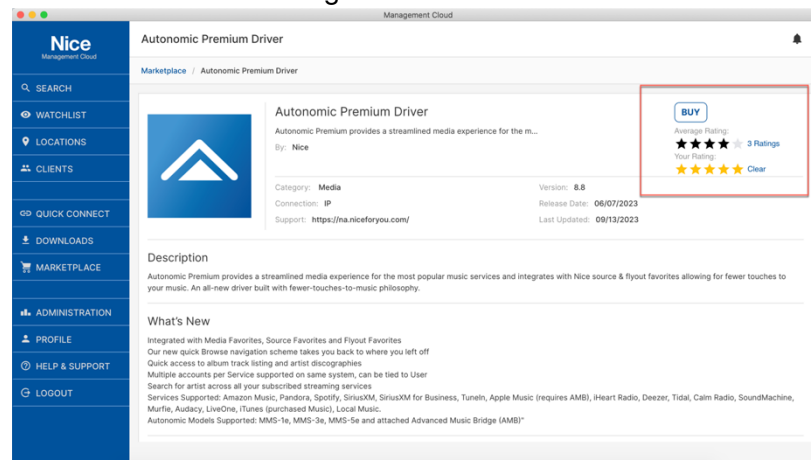 Management Cloud
Nice
Management Cloud
SEARCH
WATCHLIST
LOCATIONS
CLIENTS
QUICK CONNECT
DOWNLOADS
MARKETPLACE
ADMINISTRATION
PROFILE
HELP & SUPPORT
LOGOUT
Autonomic Premium Driver
Marketplace / Autonomic Premium Driver
Autonomic Premium Driver
Autonomic Premium provides a streamlined media experience for the m...
By: Nice
BUY
Average Rating:
3 Ratings
Your Rating:
Clear
Category: Media
Connection: IP
Support: https://na.niceforyou.com/
Version: 8.8
Release Date: 06/07/2023
Last Updated: 09/13/2023
Description
Autonomic Premium provides a streamlined media experience for the most popular music services and integrates with Nice source & flyout favorites allowing for fewer touches to
your music. An all-new driver built with fewer-touches-to-music philosophy.
What's New
Integrated with Media Favorites, Source Favorites and Flyout Favorites
Our new quick Browse navigation scheme takes you back to where you left off
Quick access to album track listing and artist discographies
Multiple accounts per Service supported on same system, can be tied to User
Search for artist across all your subscribed streaming services
Services Supported: Amazon Music, Pandora, Spotify, SiriusXM, SiriusXM for Business, TuneIn, Apple Music (requires AMB), iHeart Radio, Deezer, Tidal, Calm Radio, SoundMachine,
Murfie, Audacy, LiveOne, iTunes (purchased Music), Local Music.
Autonomic Models Supported: MMS-1e, MMS-3e, MMS-5e and attached Advanced Music Bridge (AMB)"